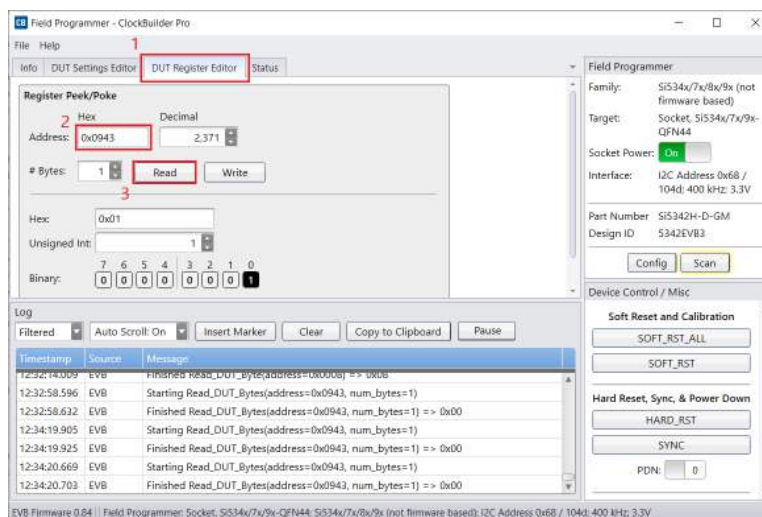 CB Field Programmer - ClockBuilder Pro
File Help
1
Info DUT Settings Editor DUT Register Editor Status
Register Peek/Poke
Hex Decimal
2
Address: 0x0943 2,371
# Bytes: 1 Read Write
3
Hex: 0x01
Unsigned Int: 1
7 6 5 4 3 2 1 0
Binary: 0 0 0 0 0 0 0 1
Log
Filtered Auto Scroll: On Insert Marker Clear Copy to Clipboard Pause
Timestamp Source Message
12:32:14.009 EVB Finished Read_DUT_Byte(address=0x000B) => 0x0B
12:32:58.596 EVB Starting Read_DUT_Bytes(address=0x0943, num_bytes=1)
12:32:58.632 EVB Finished Read_DUT_Bytes(address=0x0943, num_bytes=1) => 0x00
12:34:19.905 EVB Starting Read_DUT_Bytes(address=0x0943, num_bytes=1)
12:34:19.925 EVB Finished Read_DUT_Bytes(address=0x0943, num_bytes=1) => 0x00
12:34:20.669 EVB Starting Read_DUT_Bytes(address=0x0943, num_bytes=1)
12:34:20.703 EVB Finished Read_DUT_Bytes(address=0x0943, num_bytes=1) => 0x00
Field Programmer
Family: Si534x/7x/8x/9x (not
firmware based)
Target: Socket, Si534x/7x/9x-
QFN44
Socket Power: On
Interface: I2C Address 0x68 /
104d; 400 kHz; 3.3V
Part Number Si5342H-D-GM
Design ID 5342EVB3
Config Scan
Device Control / Misc
Soft Reset and Calibration
SOFT_RST_ALL
SOFT_RST
Hard Reset, Sync, & Power Down
HARD_RST
SYNC
PDN: 0
EVB Firmware 0.84 Field Programmer: Socket, Si534x/7x/9x-QFN44; Si534x/7x/8x/9x (not firmware based); I2C Address 0x68 / 104d; 400 kHz; 3.3V